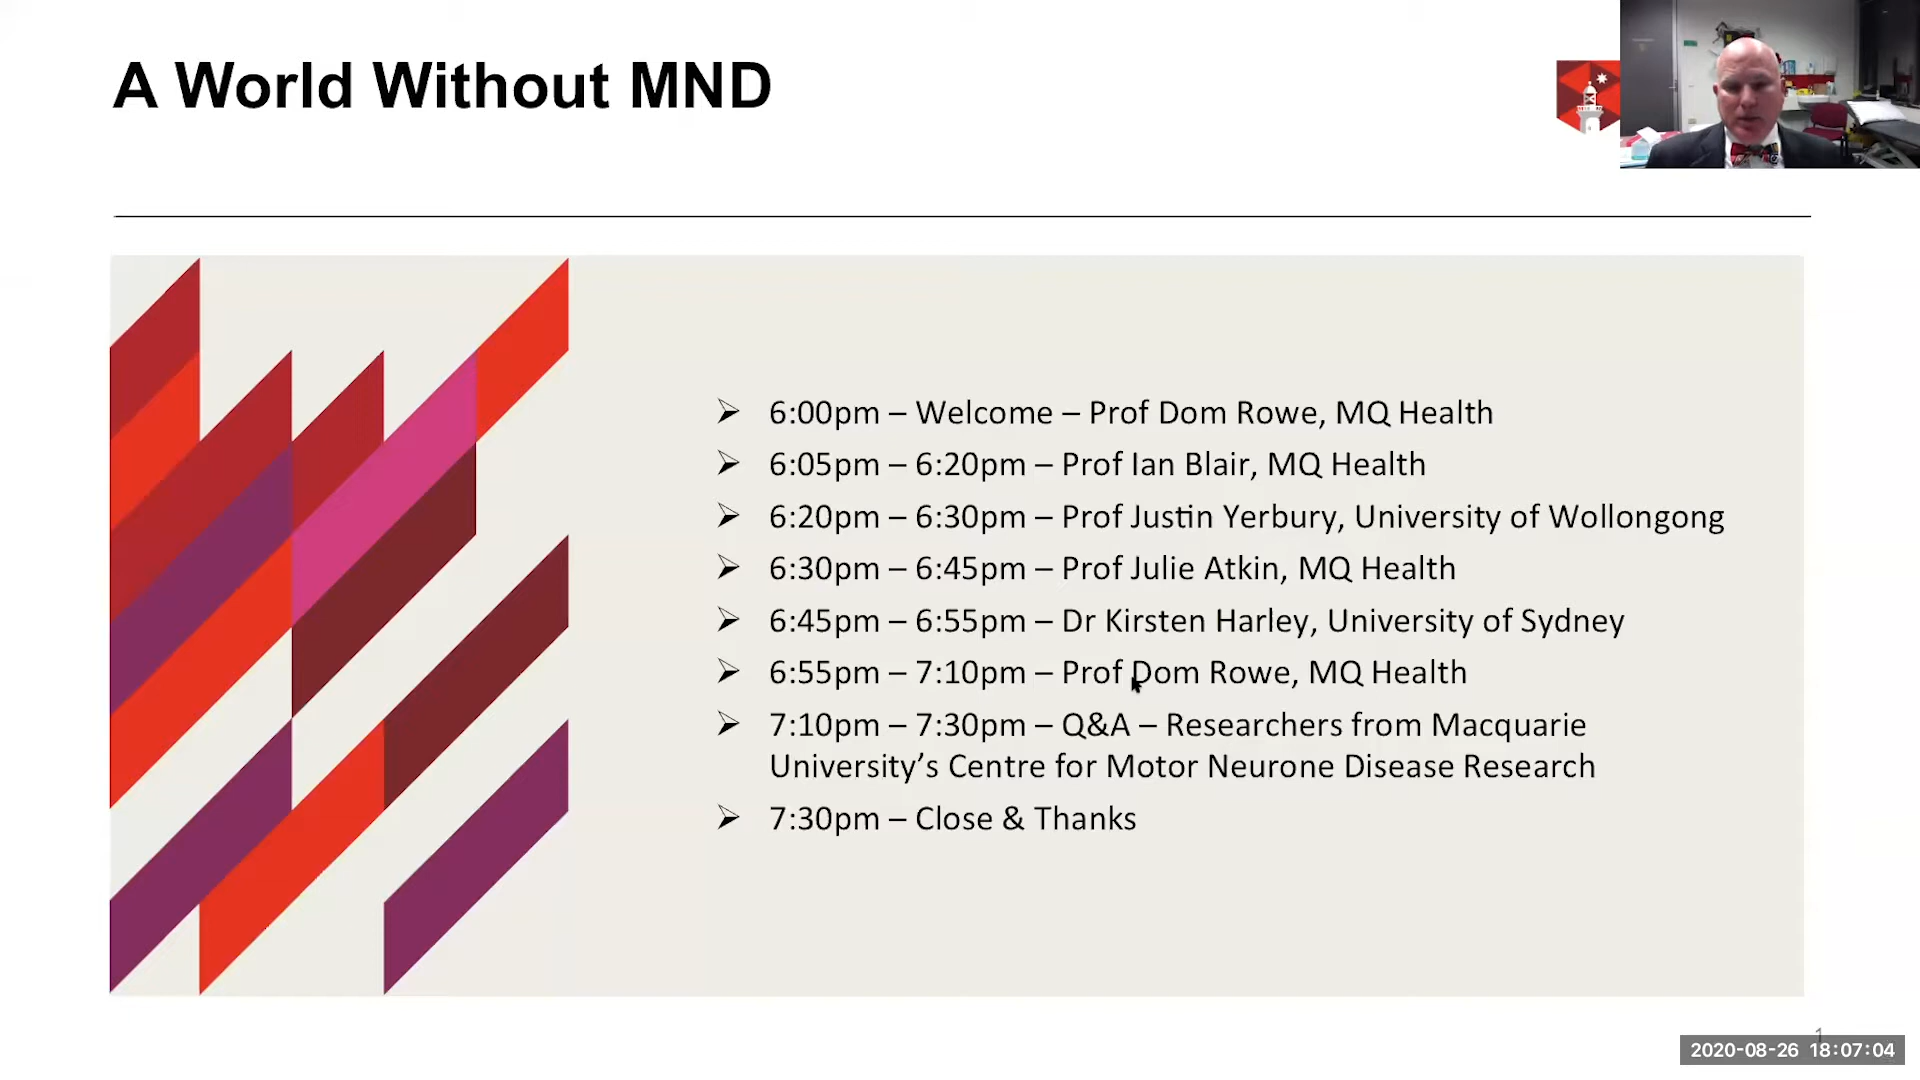 A World Without MND
➢ 6:00pm – Welcome – Prof Dom Rowe, MQ Health
➢ 6:05pm – 6:20pm – Prof Ian Blair, MQ Health
➢ 6:20pm – 6:30pm – Prof Justin Yerbury, University of Wollongong
➢ 6:30pm – 6:45pm – Prof Julie Atkin, MQ Health
➢ 6:45pm – 6:55pm – Dr Kirsten Harley, University of Sydney
➢ 6:55pm – 7:10pm – Prof Dom Rowe, MQ Health
➢ 7:10pm – 7:30pm – Q&A – Researchers from Macquarie
University’s Centre for Motor Neurone Disease Research
➢ 7:30pm – Close & Thanks
1
2020-08-26 18:07:04